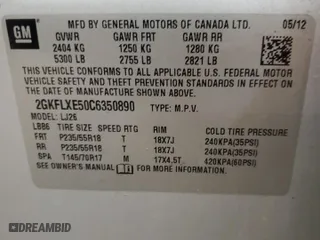 GM
MFD BY GENERAL MOTORS OF CANADA LTD. 05/12
GVWR GAWR FRT GAWR RR
2404 KG 1250 KG 1280 KG
5300 LB 2755 LB 2821 LB
THIS VEHICLE CONFORMS TO ALL APPLICABLE U.S. FEDERAL MOTOR
VEHICLE SAFETY AND THEFT PREVENTION STANDARDS IN EFFECT ON
THE DATE OF MANUFACTURE SHOWN ABOVE.
2GKFLXE50C6350890 TYPE: M.P.V.
MODEL: LJ26
LBB6 TIRE SIZE SPEED RTG RIM COLD TIRE PRESSURE
FRT P235/55R18 T 18X7J 240KPA(35PSI)
RR P235/55R18 T 18X7J 240KPA(35PSI)
SPA T145/70R17 M 17X4.5T 420KPA(60PSI)
SEE OWNER'S MANUAL
© IDEAMIDD EURL
AUTOBIDMASTER